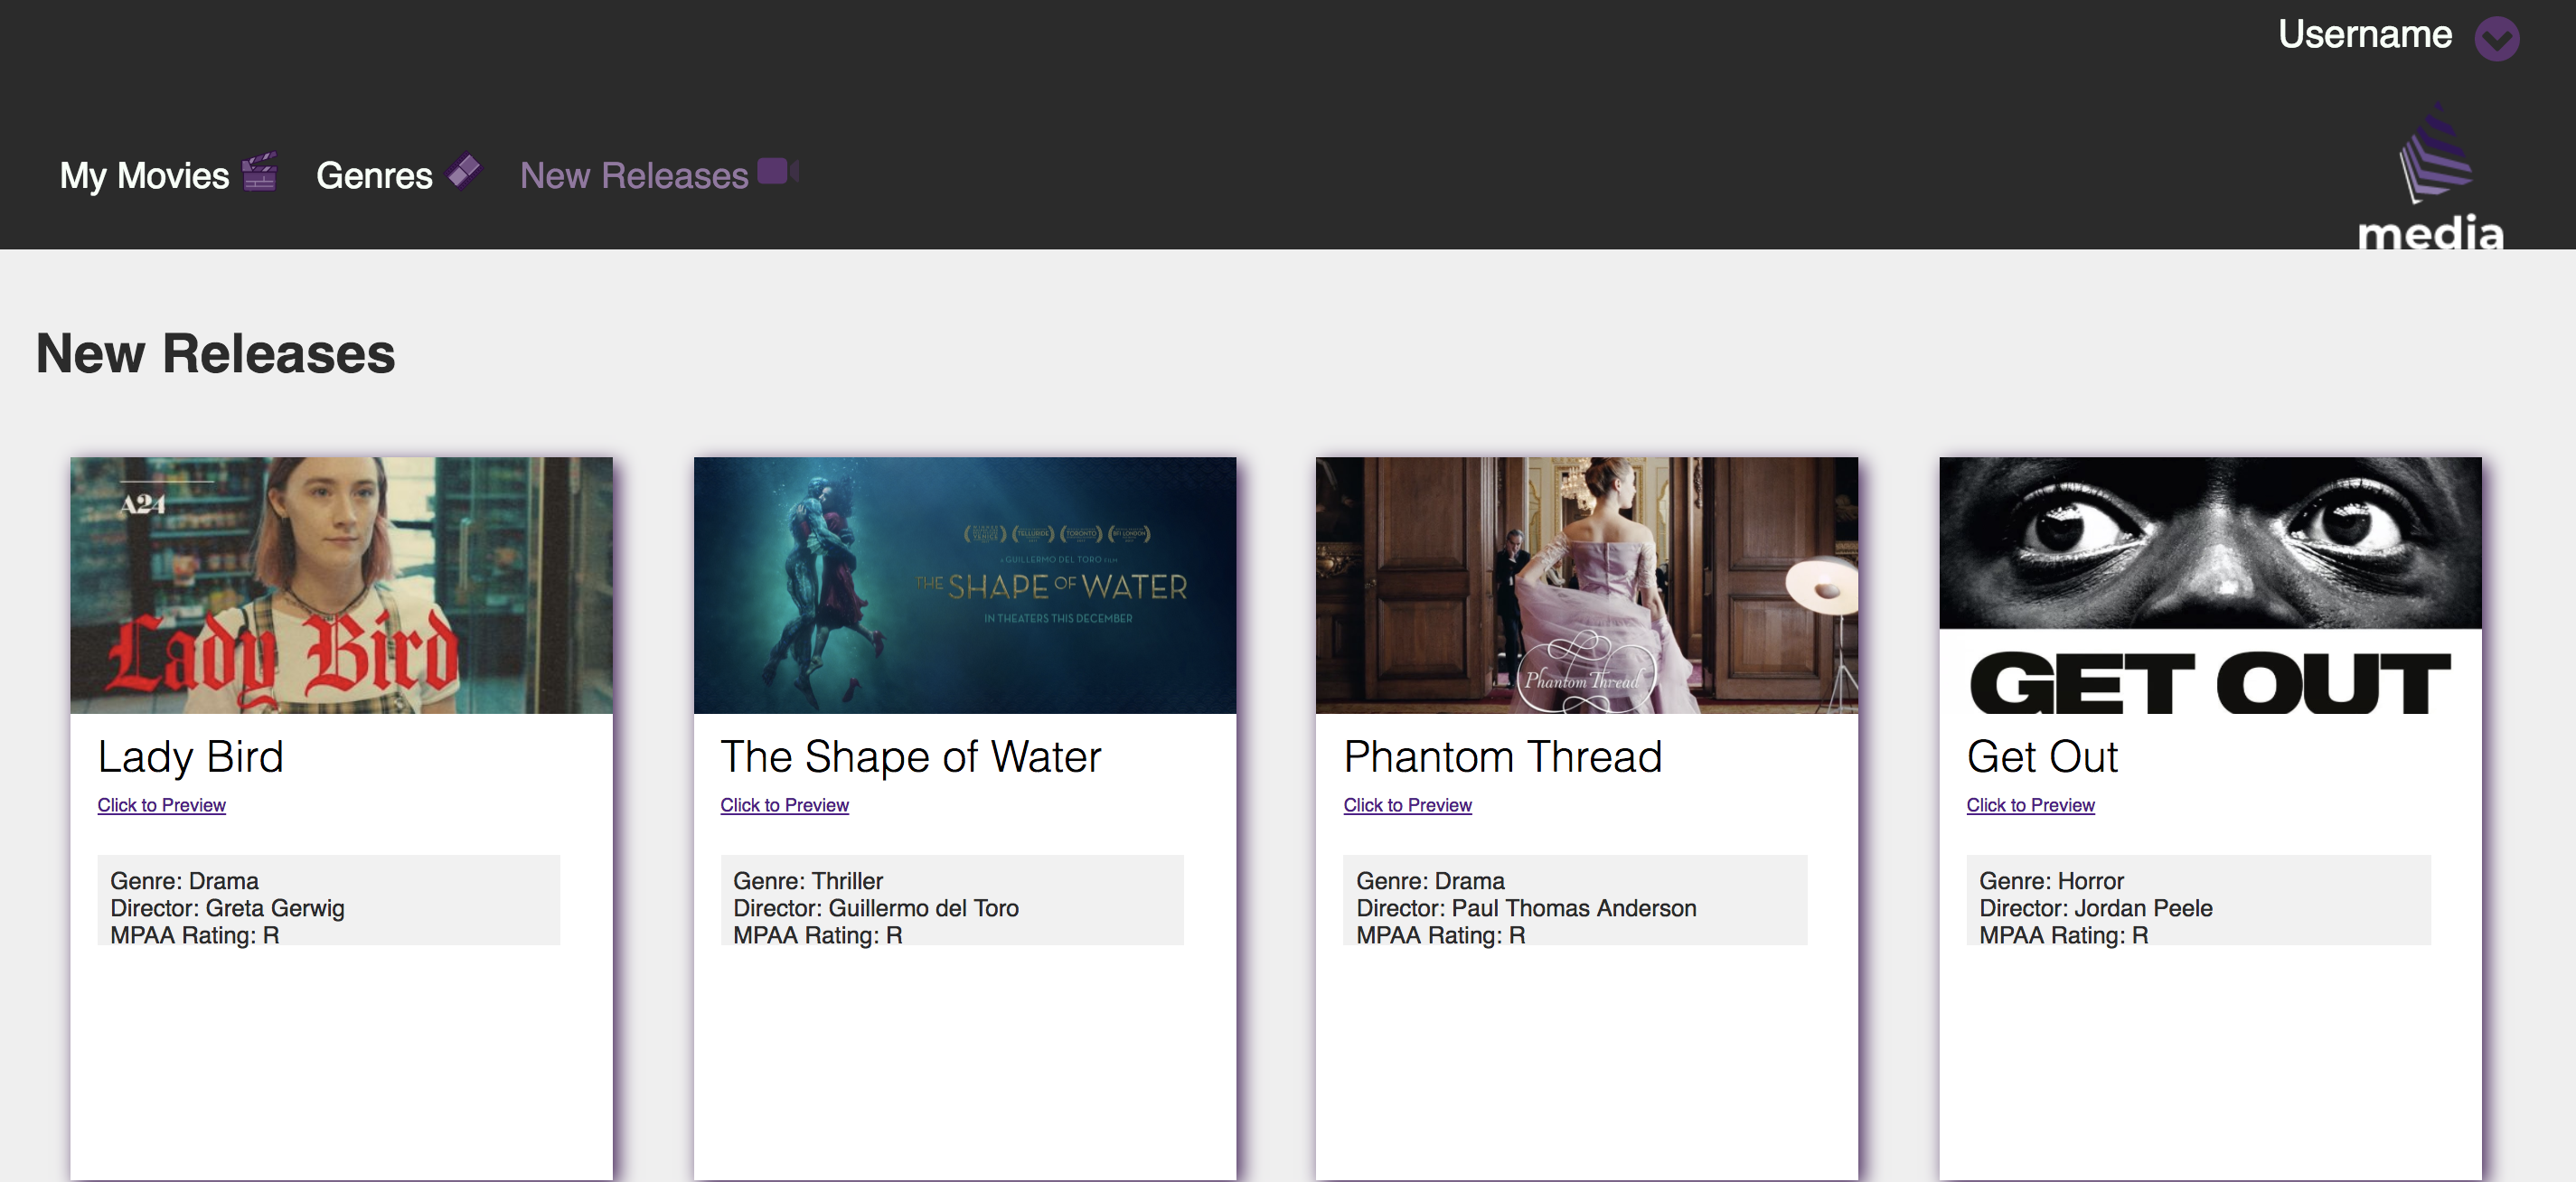 Username
My Movies Genres New Releases
media
New Releases
A24
Lady Bird
TELLURIDE TORONTO BFI LONDON
A GUILLERMO DEL TORO FILM
THE SHAPE OF WATER
IN THEATERS THIS DECEMBER
Phantom Thread
GET OUT
Lady Bird
Click to Preview
Genre: Drama
Director: Greta Gerwig
MPAA Rating: R
The Shape of Water
Click to Preview
Genre: Thriller
Director: Guillermo del Toro
MPAA Rating: R
Phantom Thread
Click to Preview
Genre: Drama
Director: Paul Thomas Anderson
MPAA Rating: R
Get Out
Click to Preview
Genre: Horror
Director: Jordan Peele
MPAA Rating: R